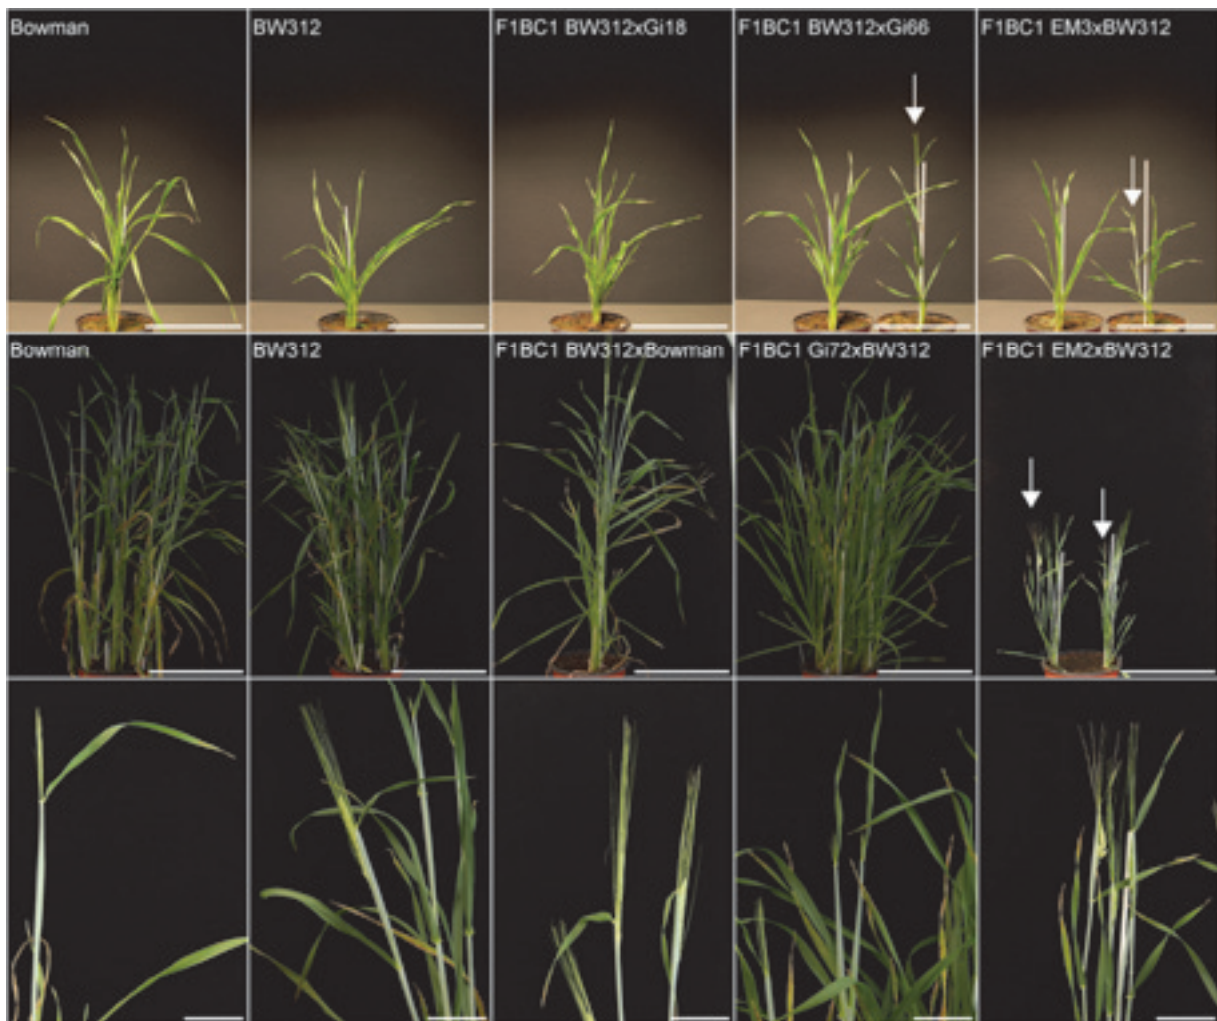 Bowman
BW312
F1BC1 BW312xGi18
F1BC1 BW312xGi66
F1BC1 EM3xBW312
Bowman
BW312
F1BC1 BW312xBowman
F1BC1 Gi72xBW312
F1BC1 EM2xBW312